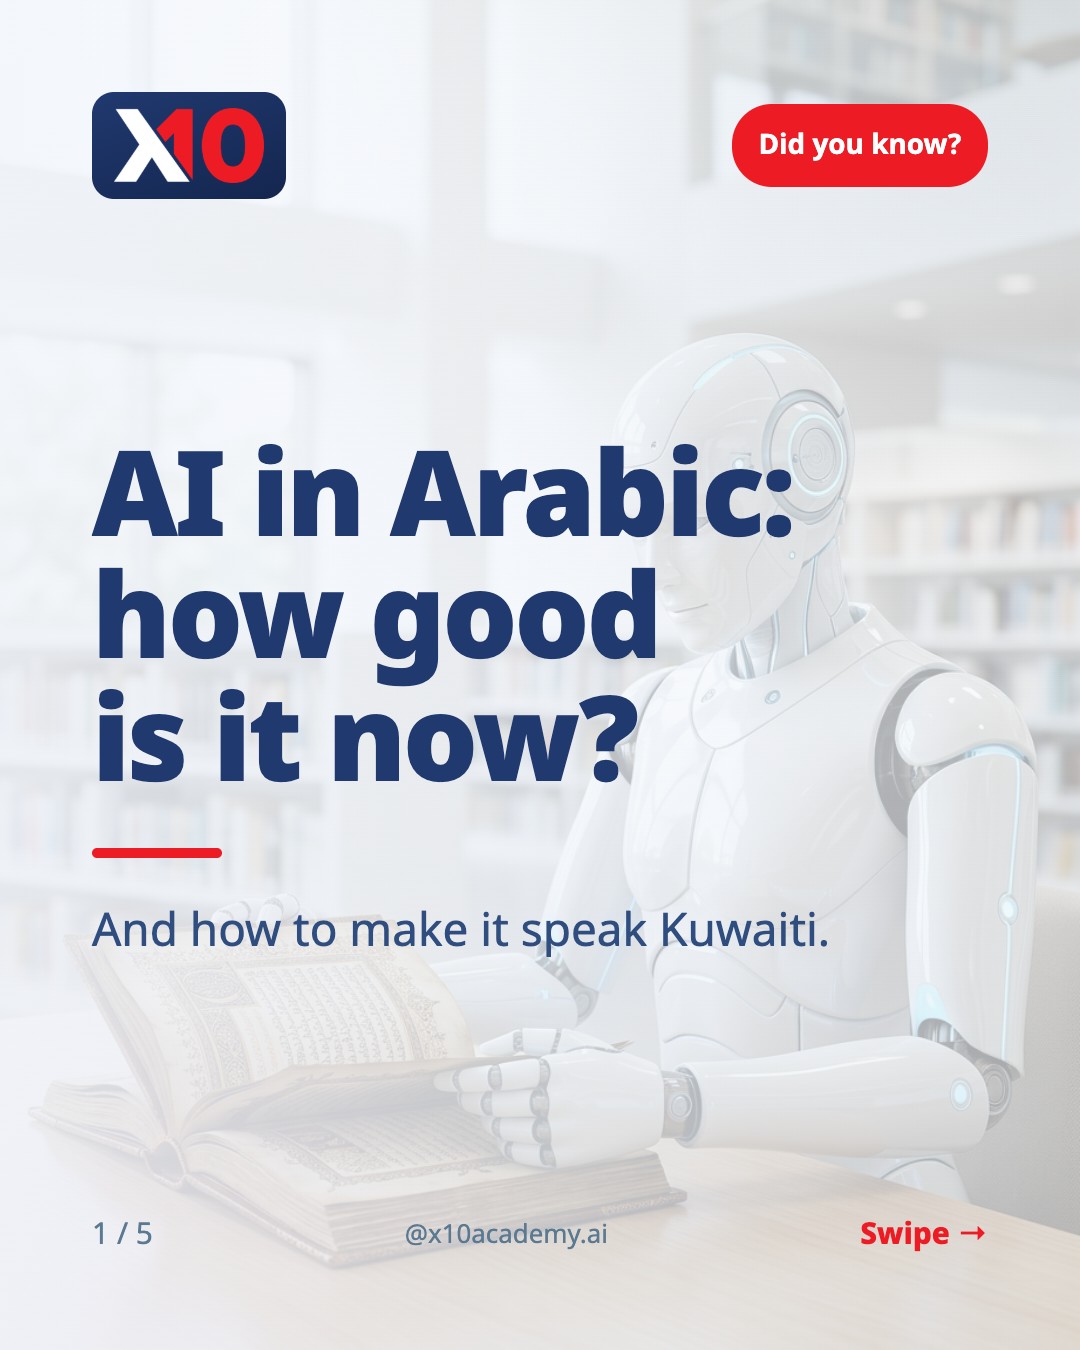 X10
Did you know?
AI in Arabic:
how good
is it now?
And how to make it speak Kuwaiti.
1 / 5
@x10academy.ai
Swipe →